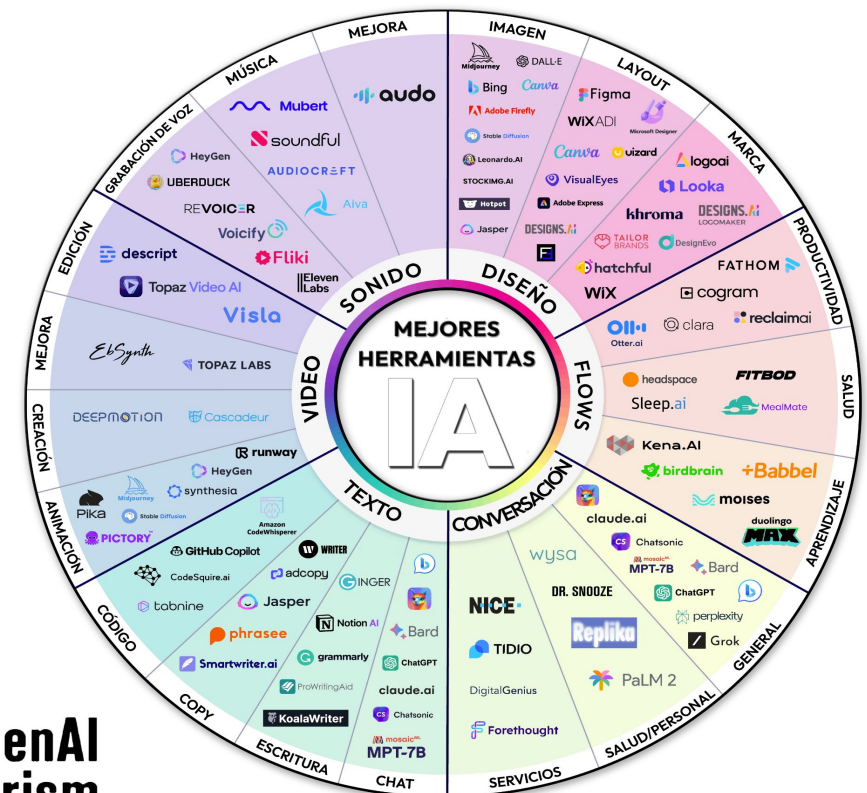 MEJORES
HERRAMIENTAS
IA
DISEÑO
IMAGEN
Midjourney
DALL·E
Bing
Canva
Adobe Firefly
Stable Diffusion
Leonardo.AI
STOCKIMG.AI
Hotpot
Jasper
LAYOUT
Figma
WiX ADI
Microsoft Designer
Canva
uizard
VisualEyes
Adobe Express
DESIGNS.Ai
MARCA
logoai
Looka
khroma
DESIGNS.Ai
LOGOMAKER
TAILOR
BRANDS
DesignEvo
hatchful
WiX
FLOWS
PRODUCTIVIDAD
FATHOM
cogram
clara
reclaimai
Otter.ai
SALUD
headspace
FITBOD
Sleep.ai
MealMate
APRENDIZAJE
Kena.AI
birdbrain
+Babbel
moises
duolingo
MAX
CONVERSACIÓN
GENERAL
claude.ai
CS
Chatsonic
mosaicML
MPT-7B
Bard
ChatGPT
perplexity
Grok
SALUD/PERSONAL
wysa
DR. SNOOZE
Replika
PaLM 2
SERVICIOS
NICE
TIDIO
DigitalGenius
Forethought
TEXTO
CHAT
Bard
ChatGPT
claude.ai
CS
Chatsonic
mosaicML
MPT-7B
ESCRITURA
GINGER
Notion AI
grammarly
ProWritingAid
KoalaWriter
COPY
WRITER
adcopy
Jasper
phrasee
Smartwriter.ai
CÓDIGO
Amazon
CodeWhisperer
GitHub Copilot
CodeSquire.ai
tabnine
VIDEO
ANIMACIÓN
runway
HeyGen
synthesia
Midjourney
Pika
Stable Diffusion
PICTORY
CREACIÓN
DEEPMOTION
Cascadeur
MEJORA
EbSynth
TOPAZ LABS
EDICIÓN
descript
Topaz Video AI
Visla
SONIDO
GRABACIÓN DE VOZ
HeyGen
UBERDUCK
REVOICER
Voicify
Fliki
IIEleven
Labs
MÚSICA
Mubert
soundful
AUDIOCRAFT
Aiva
MEJORA
audo
enAI
rism